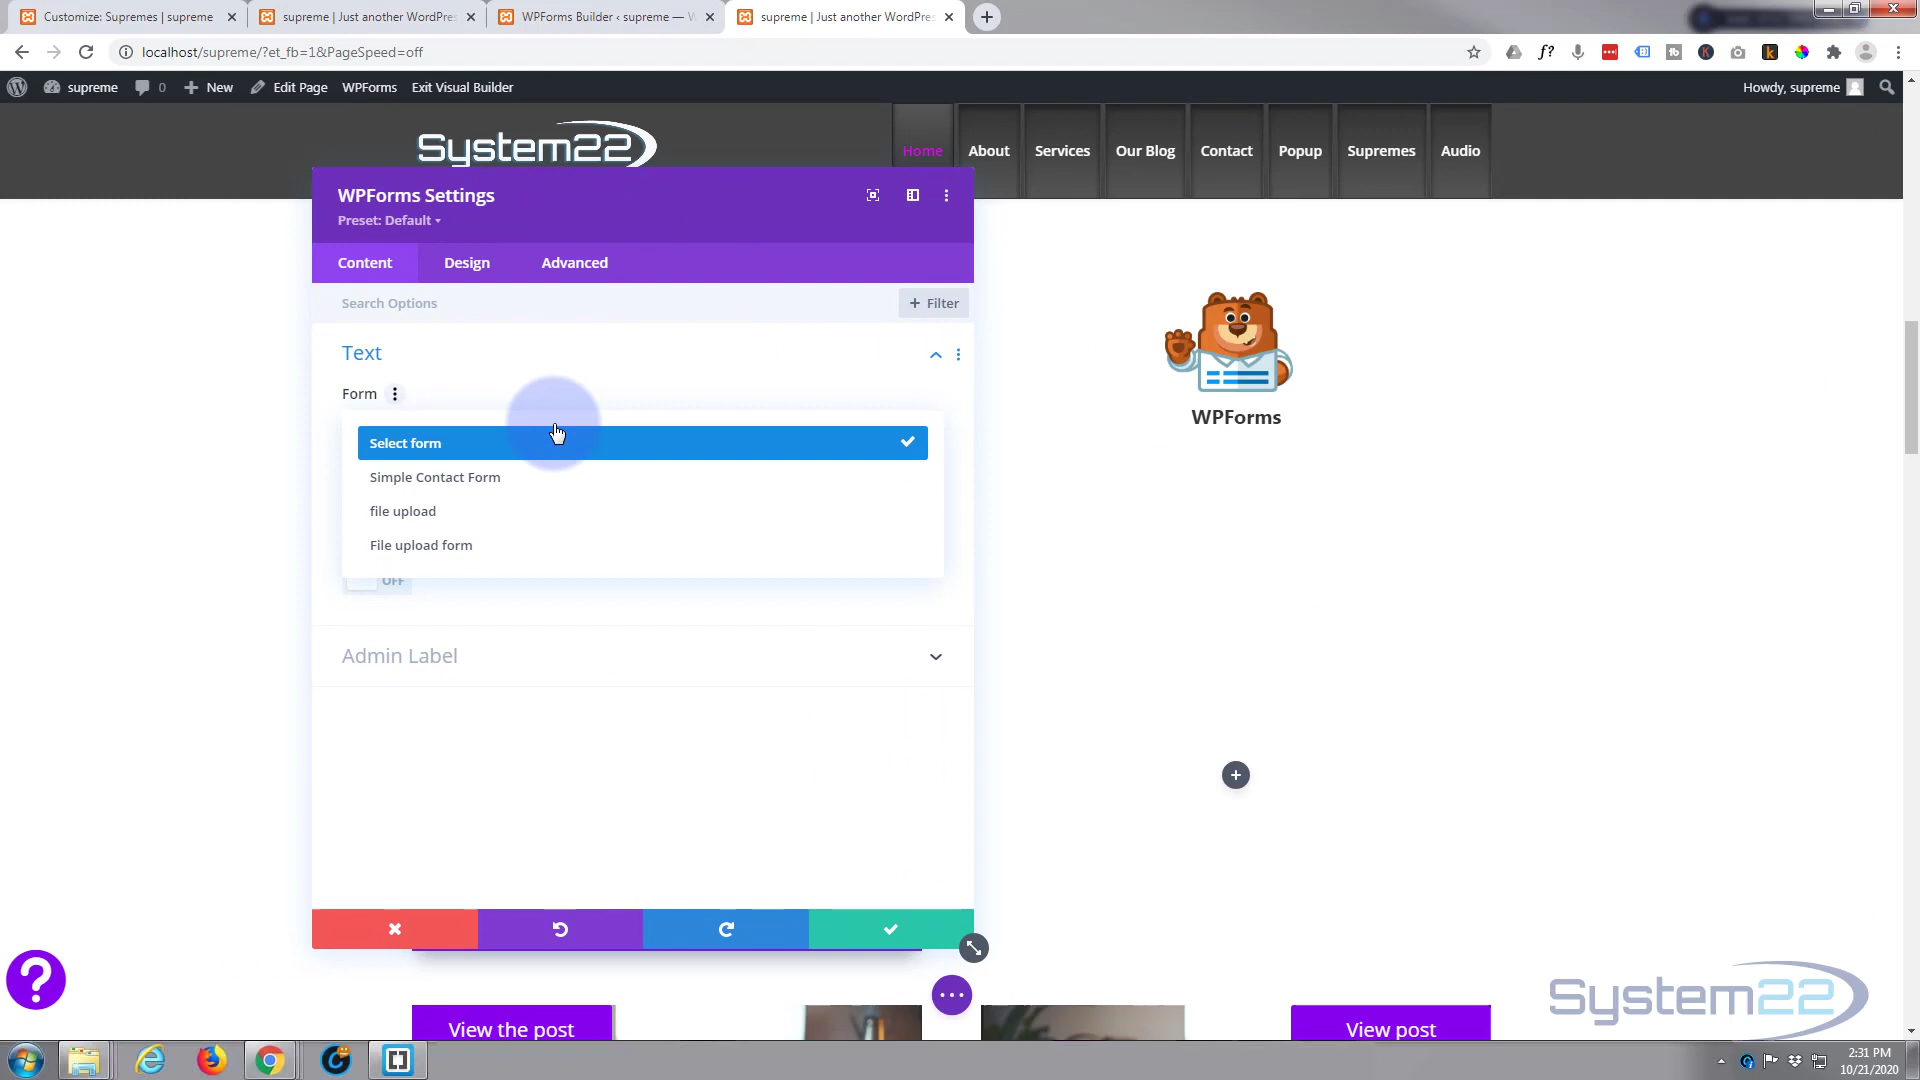 Customize: Supremes | supreme
supreme | Just another WordPres
WPForms Builder ‹ supreme — W
supreme | Just another WordPres
localhost/supreme/?et_fb=1&PageSpeed=off
supreme
0
New
Edit Page
WPForms
Exit Visual Builder
Howdy, supreme
System22
Home
About
Services
Our Blog
Contact
Popup
Supremes
Audio
WPForms Settings
Preset: Default
Content
Design
Advanced
Search Options
+ Filter
Text
Form
Select form
Simple Contact Form
file upload
File upload form
OFF
Admin Label
WPForms
View the post
View post
System22
2:31 PM
10/21/2020